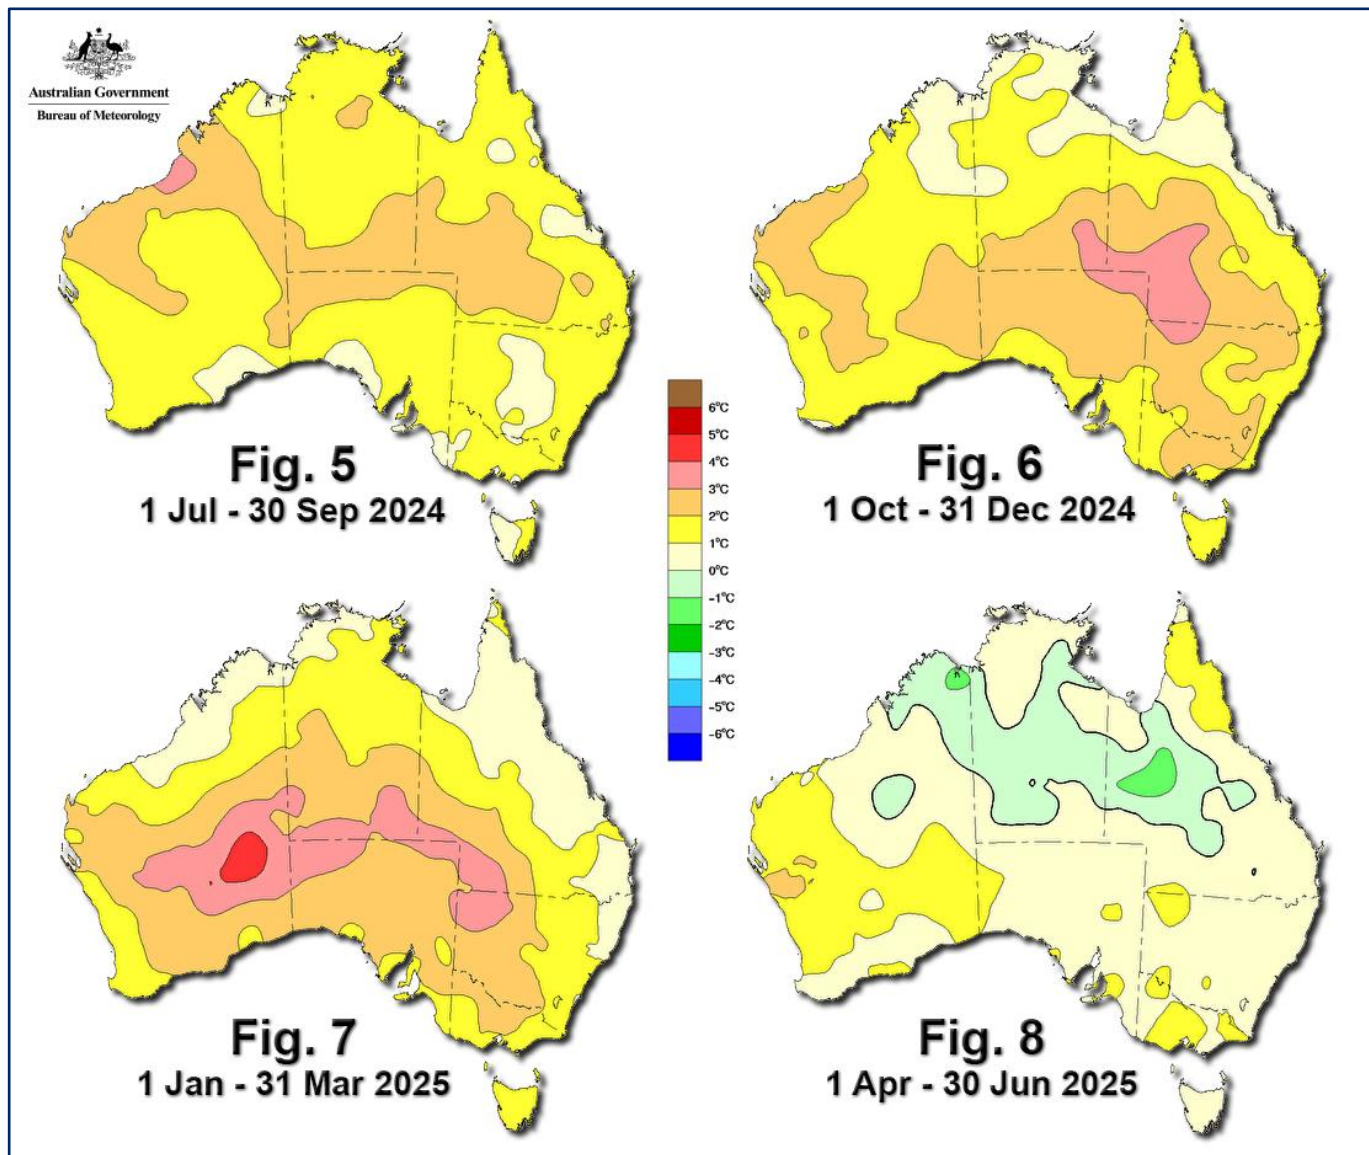 Australian Government
Bureau of Meteorology
Fig. 5
1 Jul - 30 Sep 2024
Fig. 6
1 Oct - 31 Dec 2024
6°C
5°C
4°C
3°C
2°C
1°C
0°C
-1°C
-2°C
-3°C
-4°C
-5°C
-6°C
Fig. 7
1 Jan - 31 Mar 2025
Fig. 8
1 Apr - 30 Jun 2025